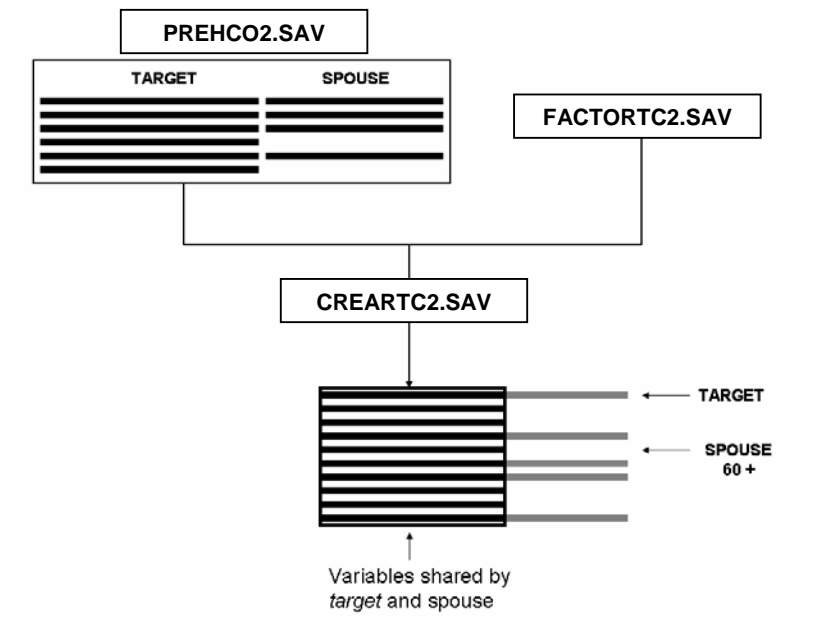 PREHCO2.SAV
TARGET SPOUSE
FACTORTC2.SAV
CREARTC2.SAV
TARGET
SPOUSE
60 +
Variables shared by
target and spouse